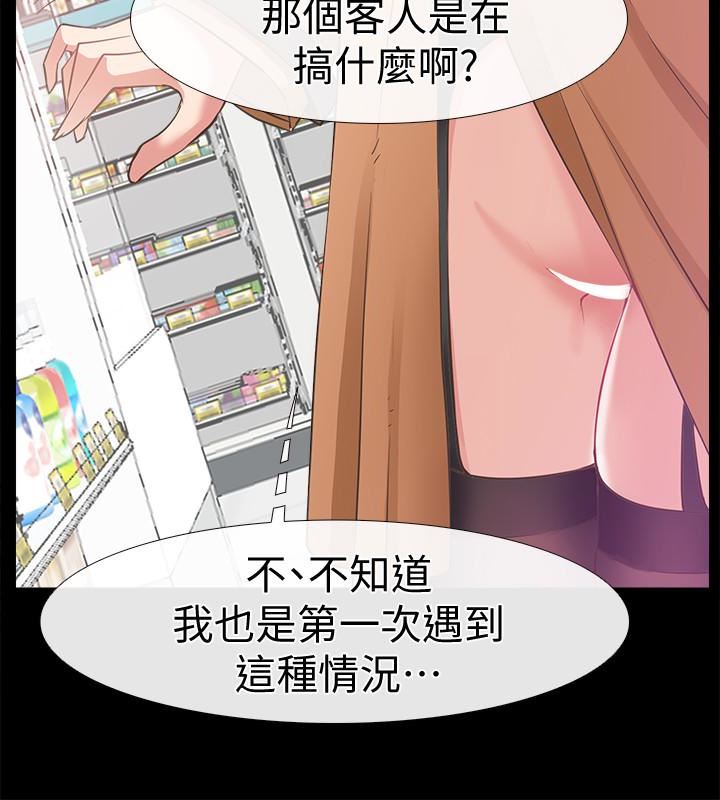 那個客人是在
搞什麼啊?
不、不知道
我也是第一次遇到
這種情況⋯